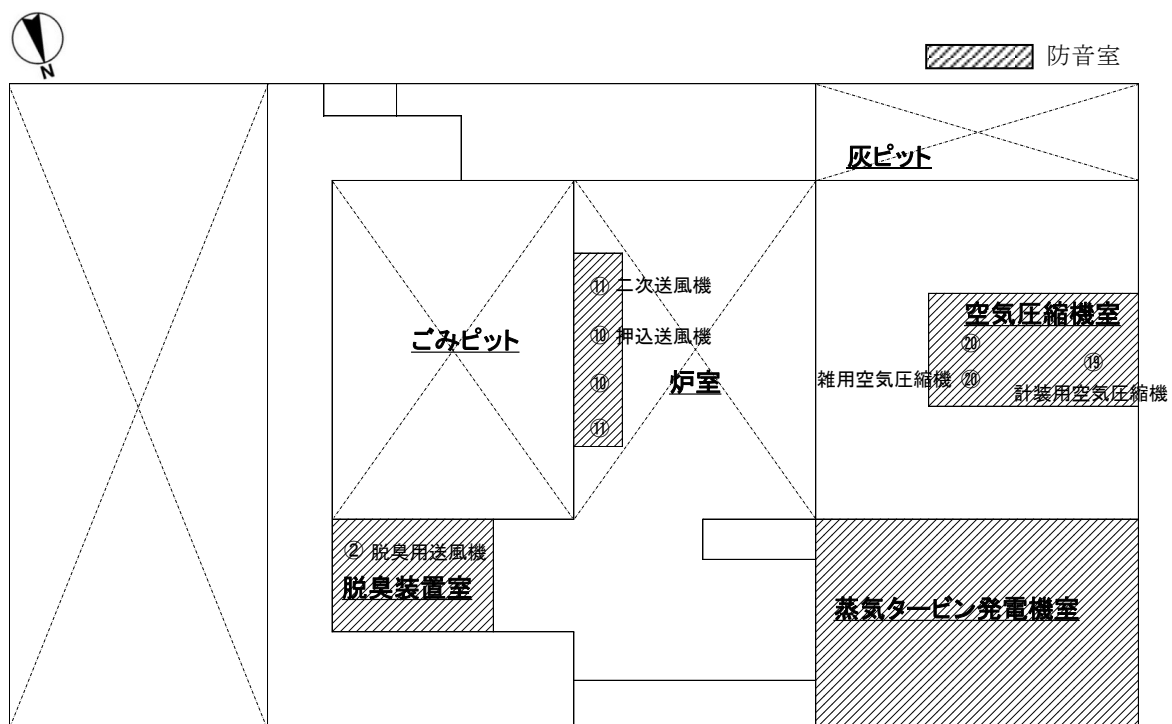 N
防音室
灰ピット
⑪ 二次送風機
空気圧縮機室
⑩ 押込送風機
ごみピット
⑳
⑲
炉室
⑩
雑用空気圧縮機 ⑳
計装用空気圧縮機
⑪
② 脱臭用送風機
脱臭装置室
蒸気タービン発電機室